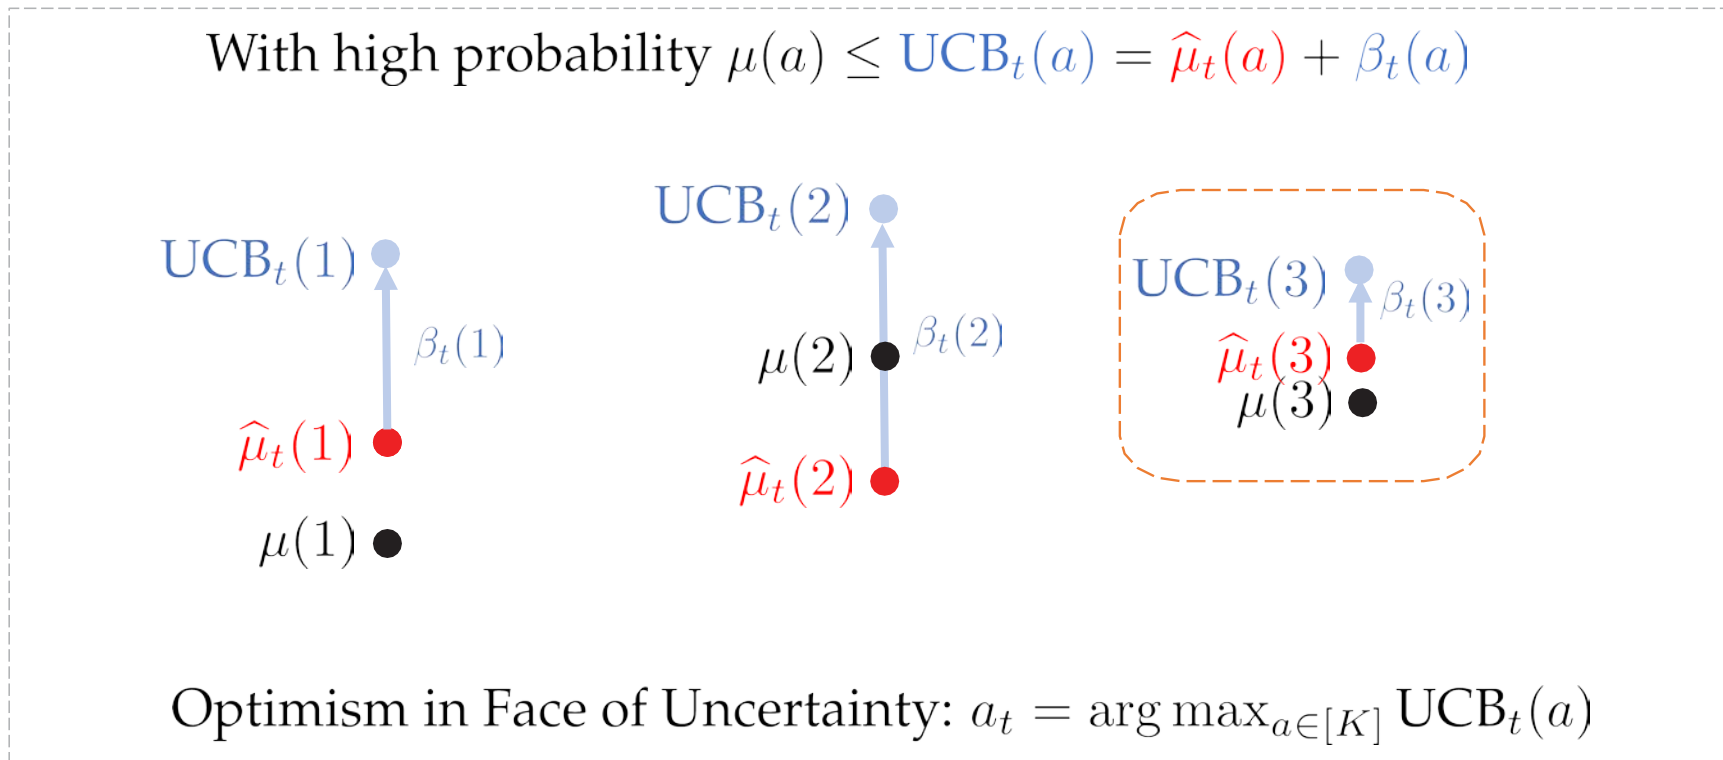 With high probability μ(a) ≤ UCB_t(a) = μ̂_t(a) + β_t(a)
UCB_t(1)
β_t(1)
μ̂_t(1)
μ(1)
UCB_t(2)
β_t(2)
μ(2)
μ̂_t(2)
UCB_t(3)
β_t(3)
μ̂_t(3)
μ(3)
Optimism in Face of Uncertainty: a_t = arg max_{a∈[K]} UCB_t(a)